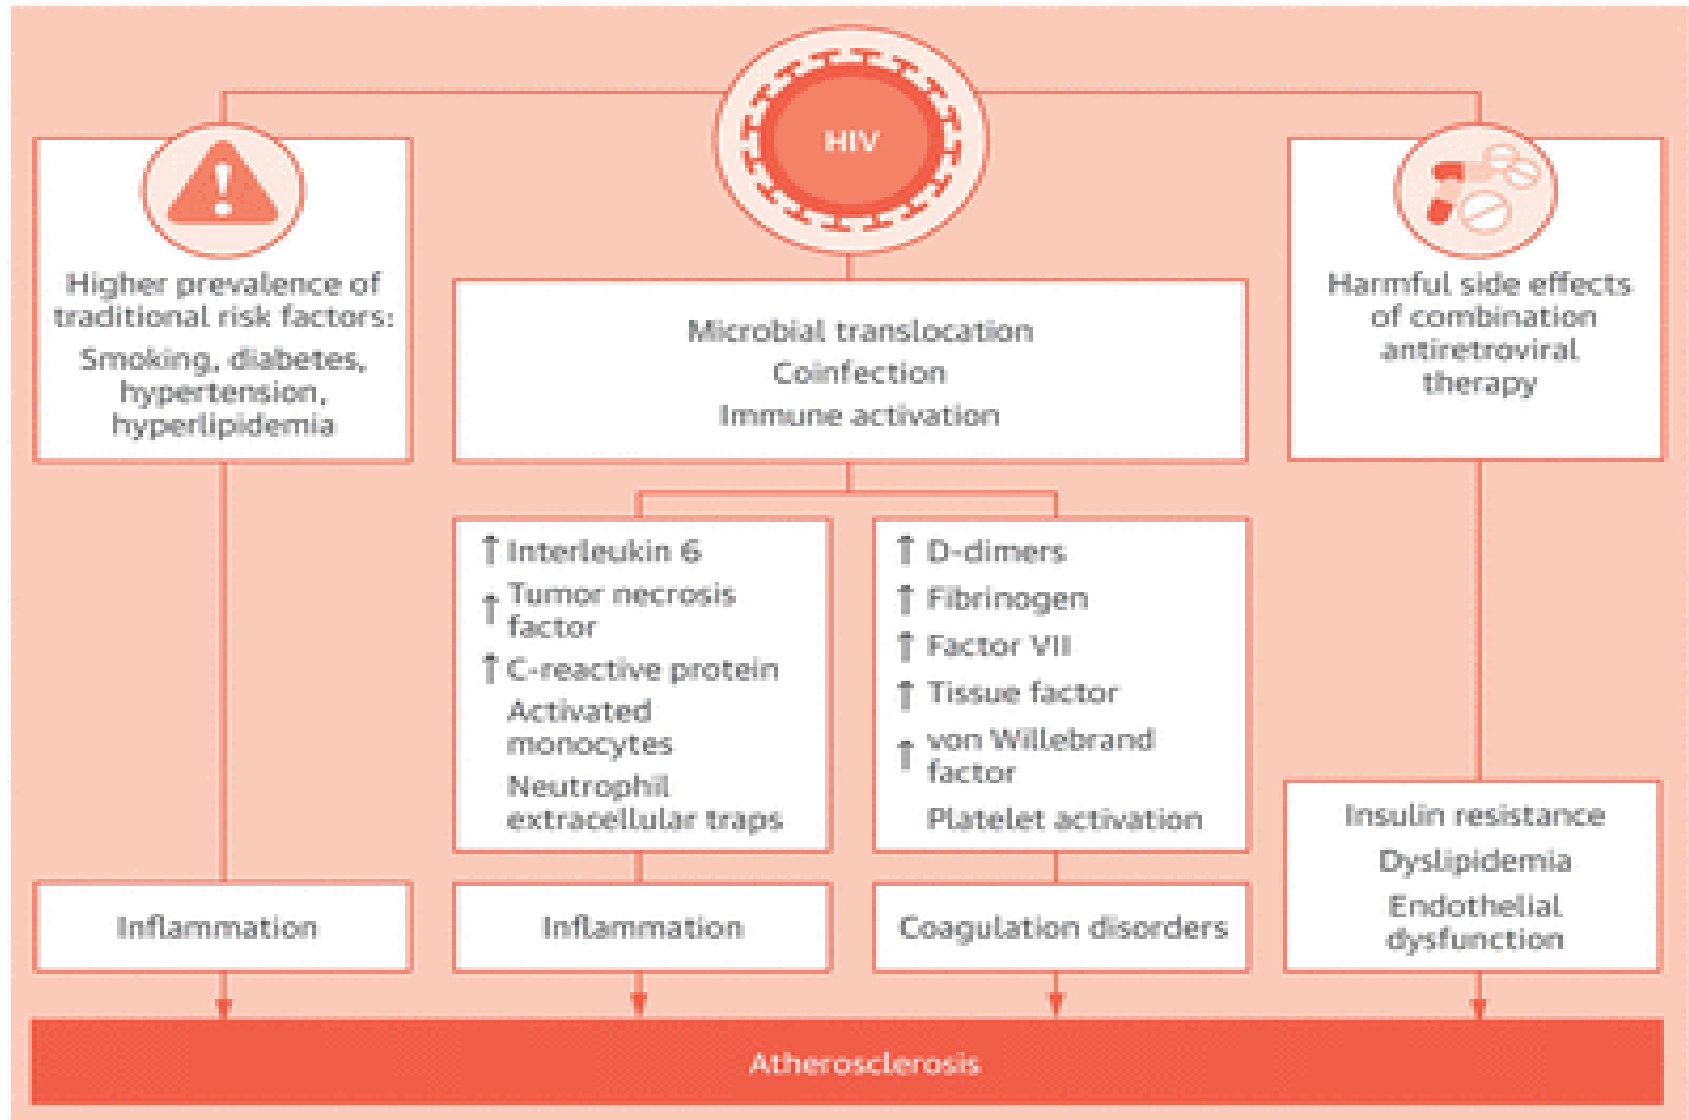 HIV
Higher prevalence of
traditional risk factors:
Smoking, diabetes,
hypertension,
hyperlipidemia
Microbial translocation
Coinfection
Immune activation
Harmful side effects
of combination
antiretroviral
therapy
↑ Interleukin 6
↑ Tumor necrosis
factor
↑ C-reactive protein
Activated
monocytes
Neutrophil
extracellular traps
↑ D-dimers
↑ Fibrinogen
↑ Factor VII
↑ Tissue factor
↑ von Willebrand
factor
Platelet activation
Insulin resistance
Dyslipidemia
Endothelial
dysfunction
Inflammation
Inflammation
Coagulation disorders
Atherosclerosis